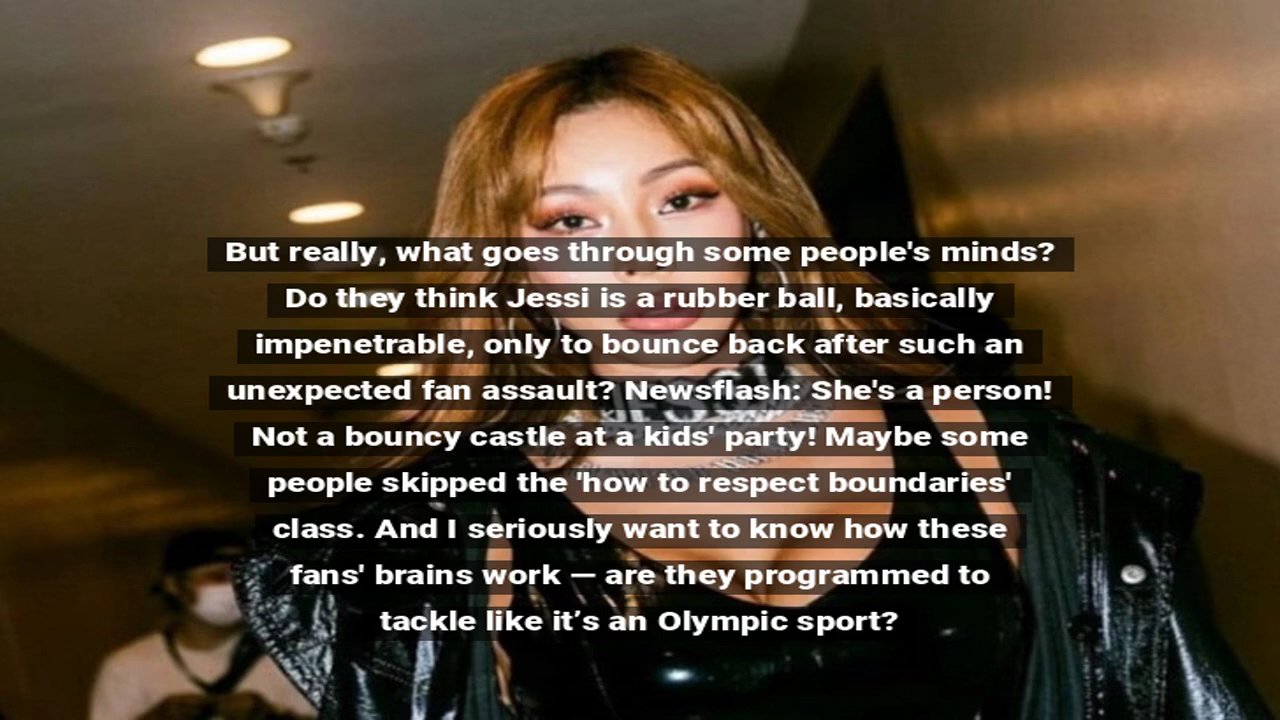 But really, what goes through some people's minds?
Do they think Jessi is a rubber ball, basically
impenetrable, only to bounce back after such an
unexpected fan assault? Newsflash: She's a person!
Not a bouncy castle at a kids' party! Maybe some
people skipped the 'how to respect boundaries'
class. And I seriously want to know how these
fans' brains work — are they programmed to
tackle like it’s an Olympic sport?